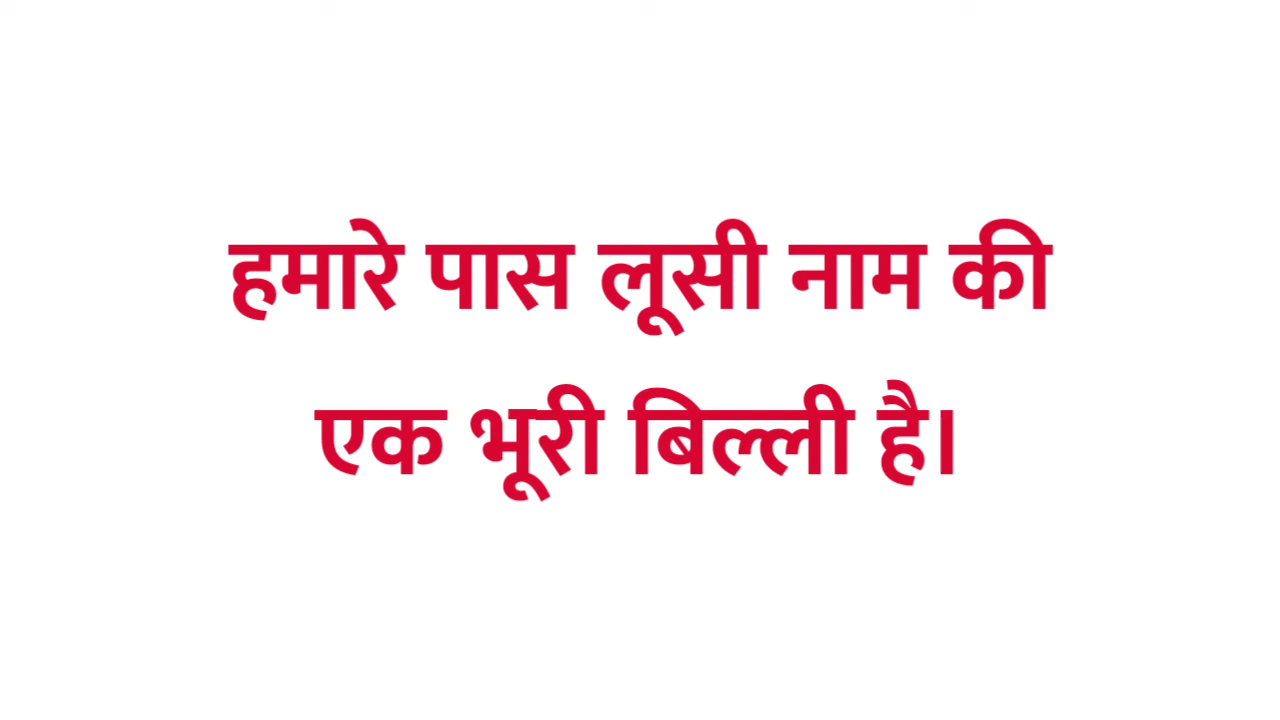 हमारे पास लूसी नाम की
एक भूरी बिल्ली है।